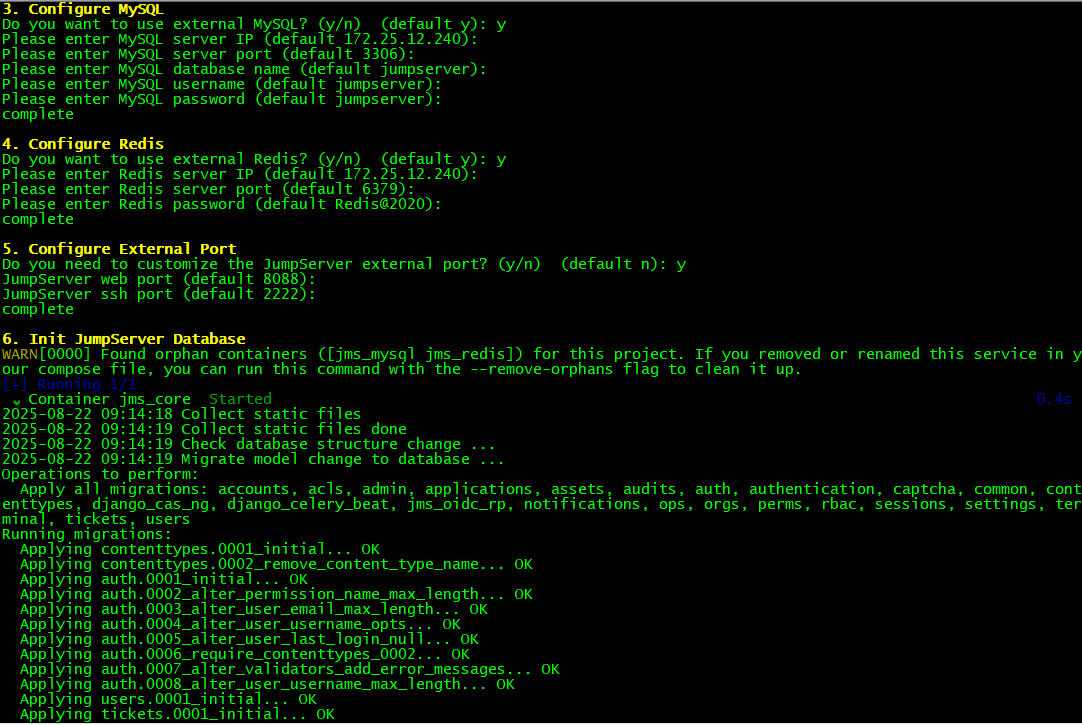 3. Configure MySQL
Do you want to use external MySQL? (y/n)  (default y): y
Please enter MySQL server IP (default 172.25.12.240):
Please enter MySQL server port (default 3306):
Please enter MySQL database name (default jumpserver):
Please enter MySQL username (default jumpserver):
Please enter MySQL password (default jumpserver):
complete
4. Configure Redis
Do you want to use external Redis? (y/n)  (default y): y
Please enter Redis server IP (default 172.25.12.240):
Please enter Redis server port (default 6379):
Please enter Redis password (default Redis@2020):
complete
5. Configure External Port
Do you need to customize the JumpServer external port? (y/n)  (default n): y
JumpServer web port (default 8088):
JumpServer ssh port (default 2222):
complete
6. Init JumpServer Database
WARN[0000] Found orphan containers ([jms_mysql jms_redis]) for this project. If you removed or renamed this service in y
our compose file, you can run this command with the --remove-orphans flag to clean it up.
[+] Running 1/1
✔ Container jms_core  Started 0.4s
2025-08-22 09:14:18 Collect static files
2025-08-22 09:14:19 Collect static files done
2025-08-22 09:14:19 Check database structure change ...
2025-08-22 09:14:19 Migrate model change to database ...
Operations to perform:
  Apply all migrations: accounts, acls, admin, applications, assets, audits, auth, authentication, captcha, common, cont
enttypes, django_cas_ng, django_celery_beat, jms_oidc_rp, notifications, ops, orgs, perms, rbac, sessions, settings, ter
minal, tickets, users
Running migrations:
  Applying contenttypes.0001_initial... OK
  Applying contenttypes.0002_remove_content_type_name... OK
  Applying auth.0001_initial... OK
  Applying auth.0002_alter_permission_name_max_length... OK
  Applying auth.0003_alter_user_email_max_length... OK
  Applying auth.0004_alter_user_username_opts... OK
  Applying auth.0005_alter_user_last_login_null... OK
  Applying auth.0006_require_contenttypes_0002... OK
  Applying auth.0007_alter_validators_add_error_messages... OK
  Applying auth.0008_alter_user_username_max_length... OK
  Applying users.0001_initial... OK
  Applying tickets.0001_initial... OK